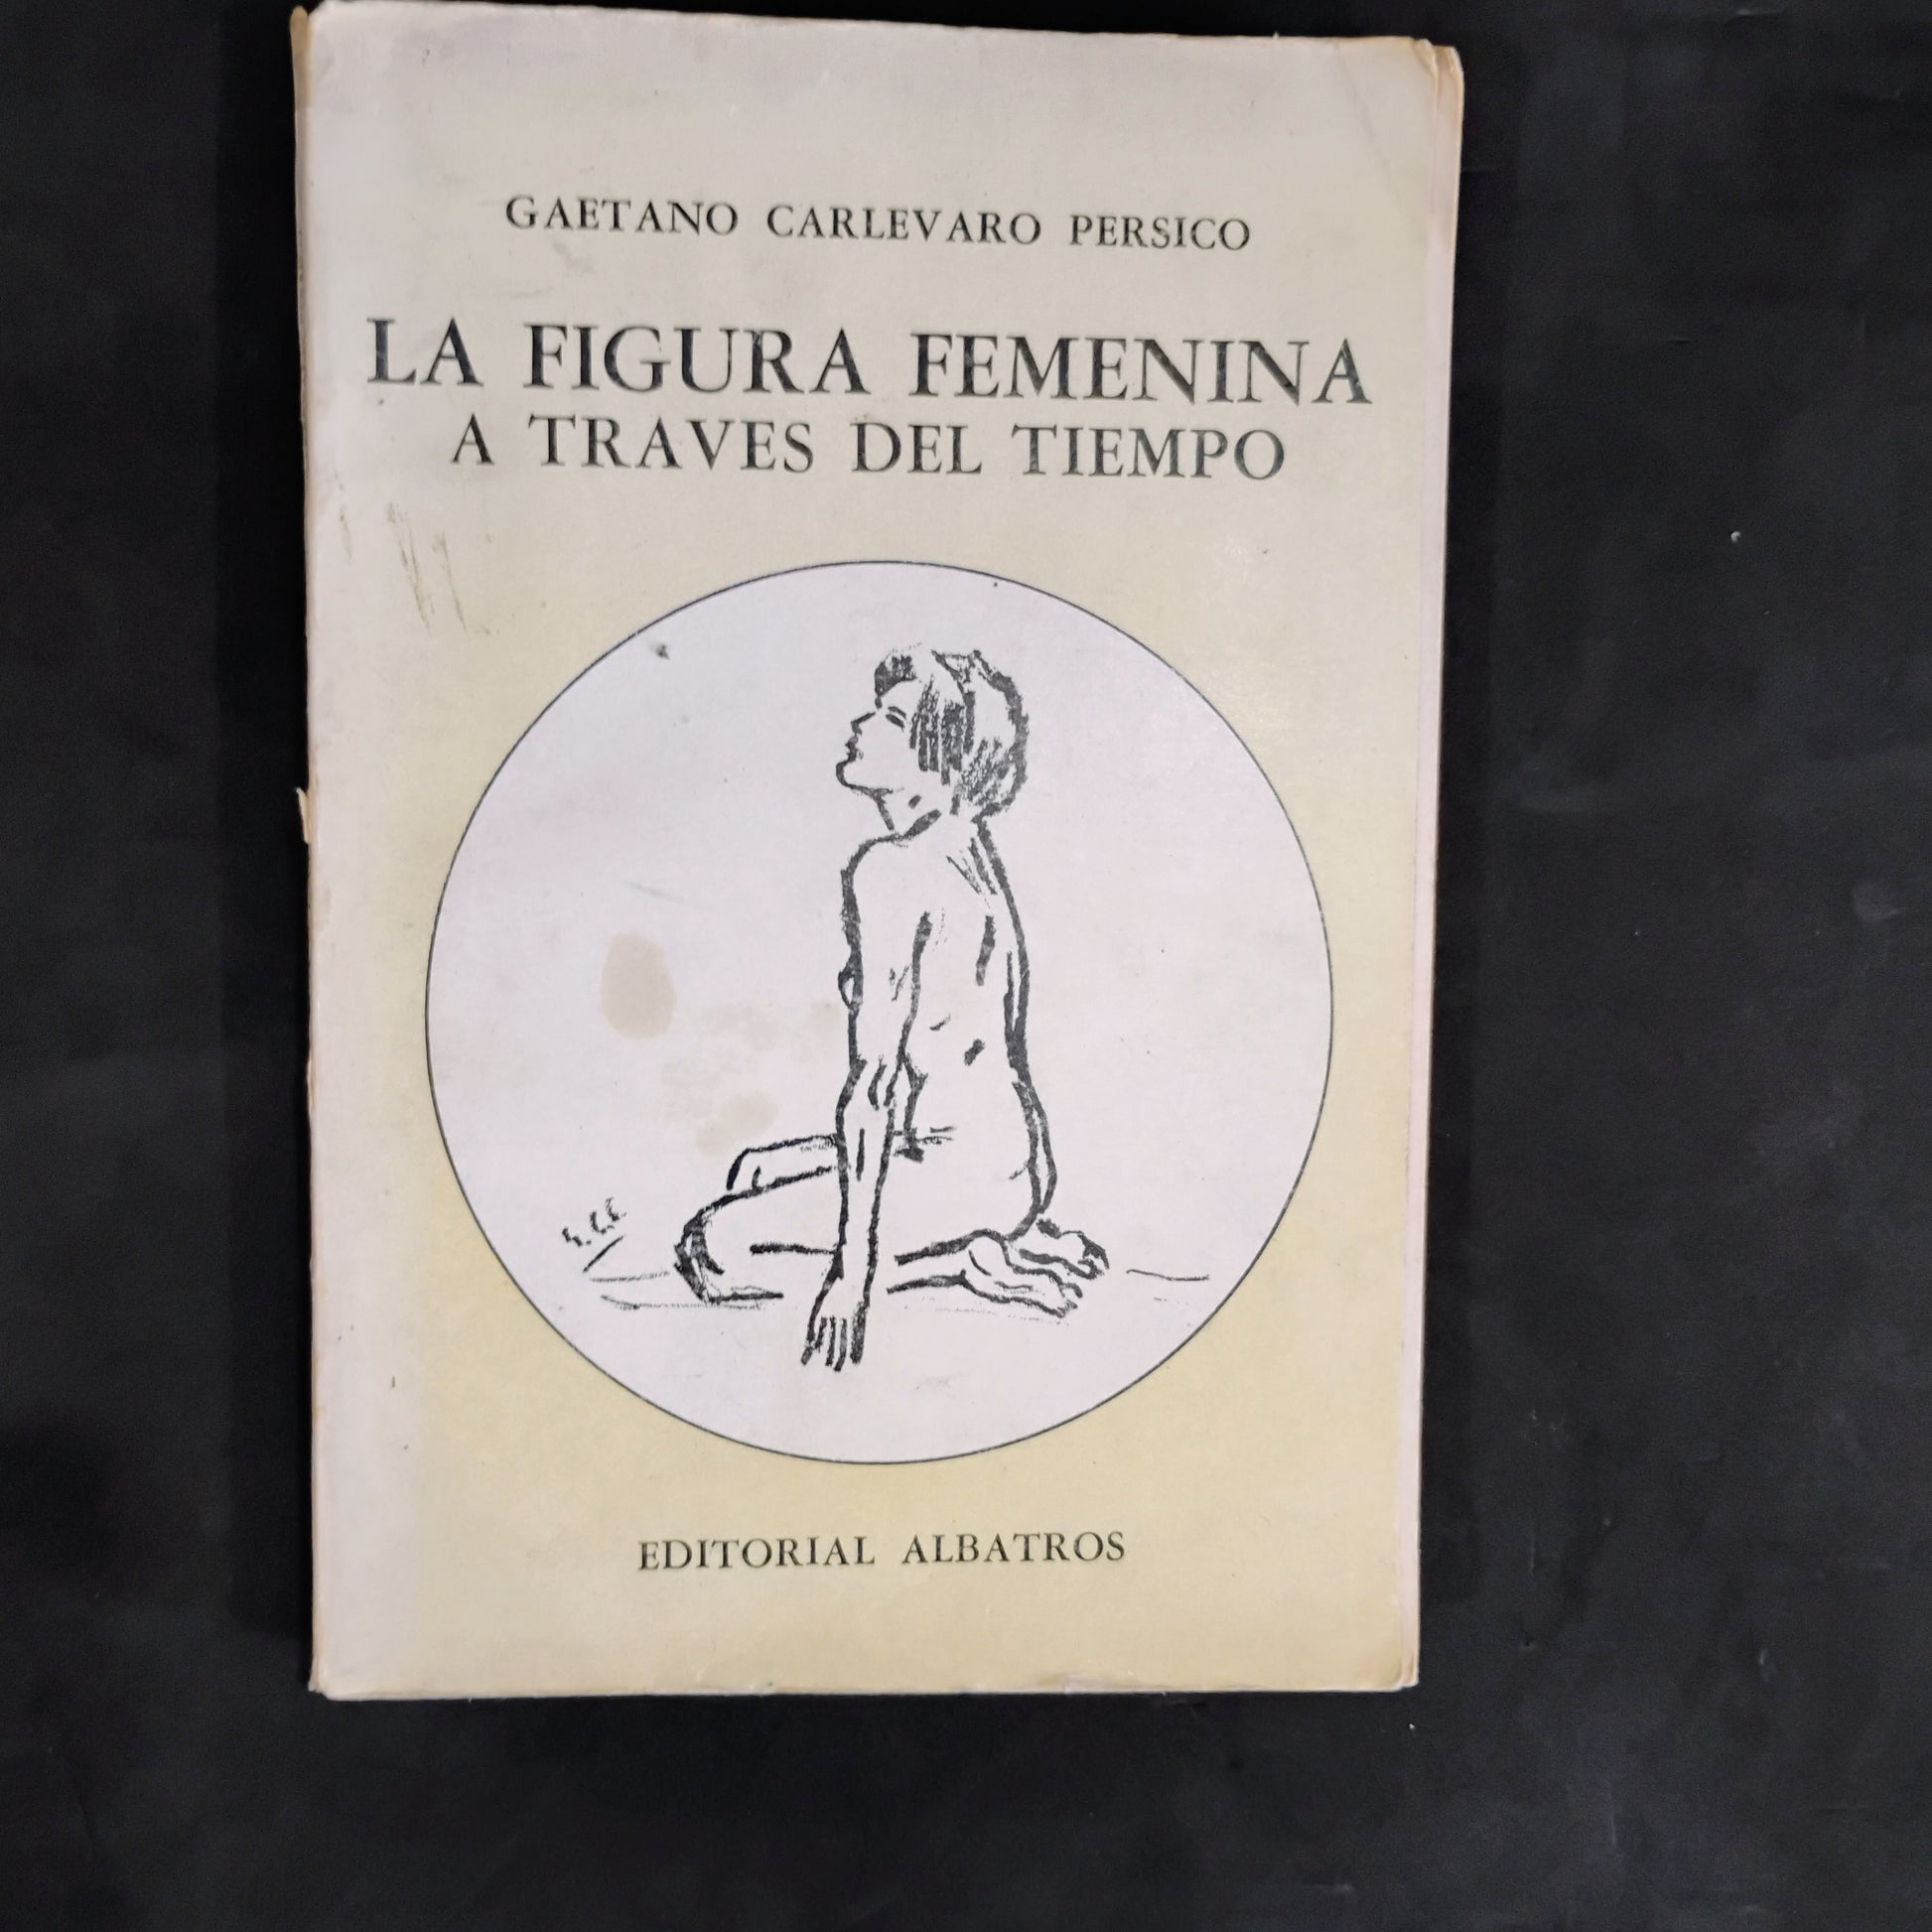 GAETANO CARLEVARO PERSICO
LA FIGURA FEMENINA
A TRAVES DEL TIEMPO
EDITORIAL ALBATROS